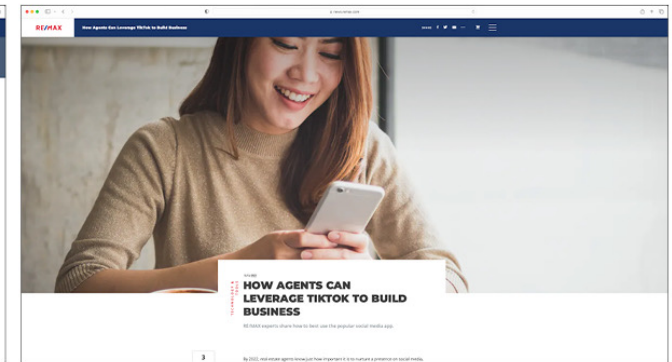 RE/MAX
How Agents Can Leverage TikTok to Build Business
TECHNOLOGY &
HOW AGENTS CAN
LEVERAGE TIKTOK TO BUILD
BUSINESS
RE/MAX experts share how to best use the popular social media app.
3
By 2022, real estate agents know just how important it is to nurture a presence on social media,